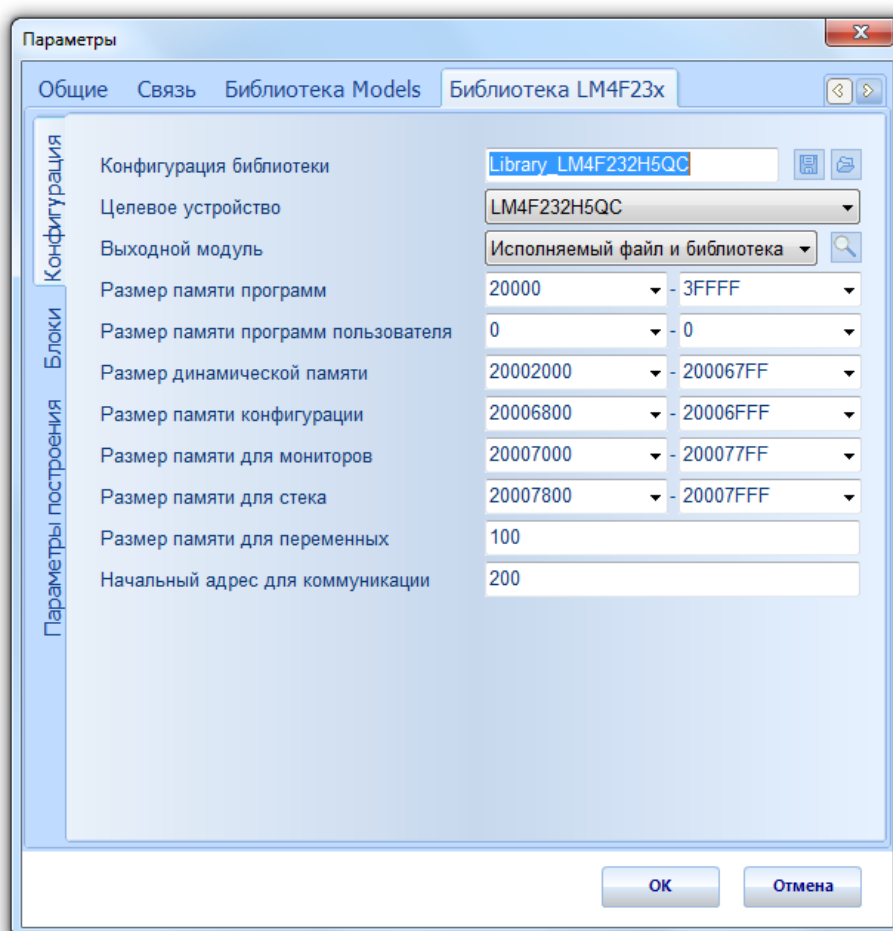 Параметры
Общие Связь Библиотека Models Библиотека LM4F23x
Конфигурация
Блоки
Параметры построения
Конфигурация библиотеки Library_LM4F232H5QC
Целевое устройство LM4F232H5QC
Выходной модуль Исполняемый файл и библиотека
Размер памяти программ 20000 - 3FFFF
Размер памяти программ пользователя 0 - 0
Размер динамической памяти 20002000 - 200067FF
Размер памяти конфигурации 20006800 - 20006FFF
Размер памяти для мониторов 20007000 - 200077FF
Размер памяти для стека 20007800 - 20007FFF
Размер памяти для переменных 100
Начальный адрес для коммуникации 200
ОК Отмена